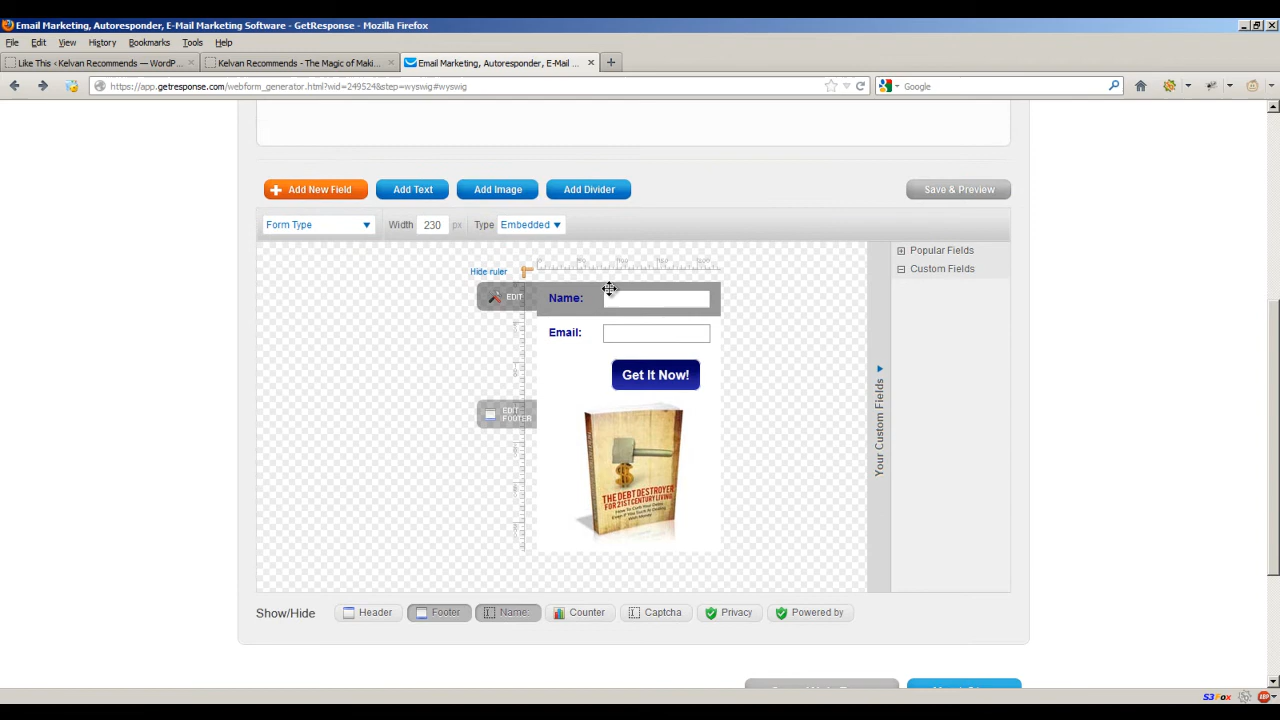 Email Marketing, Autoresponder, E-Mail Marketing Software - GetResponse - Mozilla Firefox
File Edit View History Bookmarks Tools Help
Like This ‹ Kelvan Recommends — WordP...
Kelvan Recommends - The Magic of Maki...
Email Marketing, Autoresponder, E-Mail ...
https://app.getresponse.com/webform_generator.html?wid=249524&step=wyswig#wyswig
Google
Add New Field
Add Text
Add Image
Add Divider
Save & Preview
Form Type
Width 230 px
Type Embedded
Popular Fields
Custom Fields
Hide ruler
EDIT
Name:
Email:
Get It Now!
EDIT
FOOTER
THE DEBT DESTROYER
FOR 21ST CENTURY LIVING
Your Custom Fields
Show/Hide
Header
Footer
Name:
Counter
Captcha
Privacy
Powered by
S3Fox
ABP